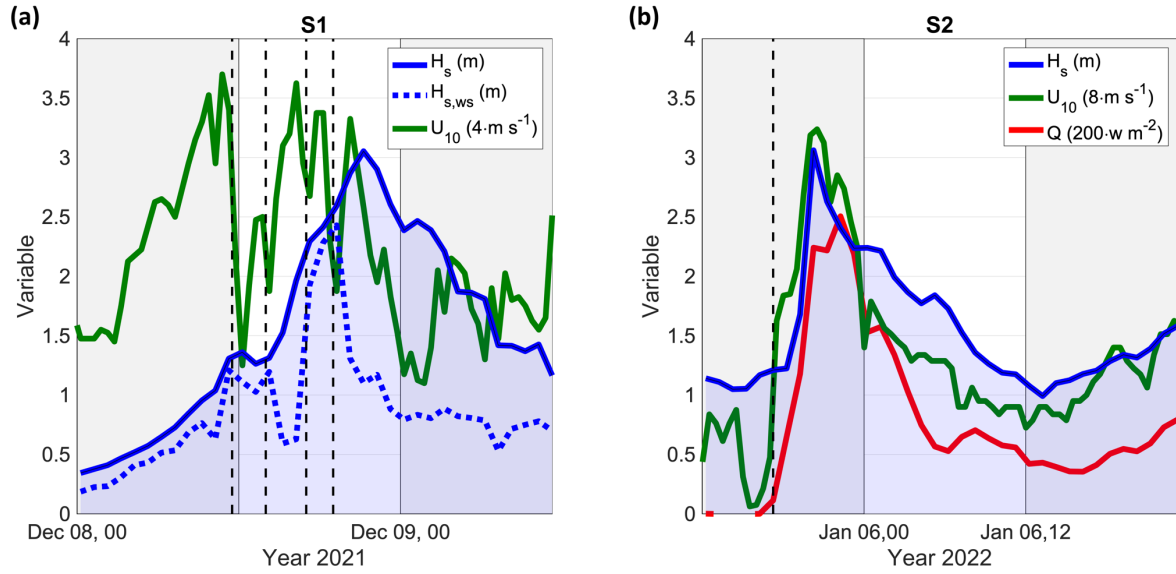 (a)
S1
4
3.5
3
2.5
2
1.5
1
0.5
0
Variable
H_s (m)
H_s,ws (m)
U_10 (4·m s^-1)
Dec 08, 00
Dec 09, 00
Year 2021
(b)
S2
4
3.5
3
2.5
2
1.5
1
0.5
0
Variable
H_s (m)
U_10 (8·m s^-1)
Q (200·w m^-2)
Jan 06,00
Jan 06,12
Year 2022